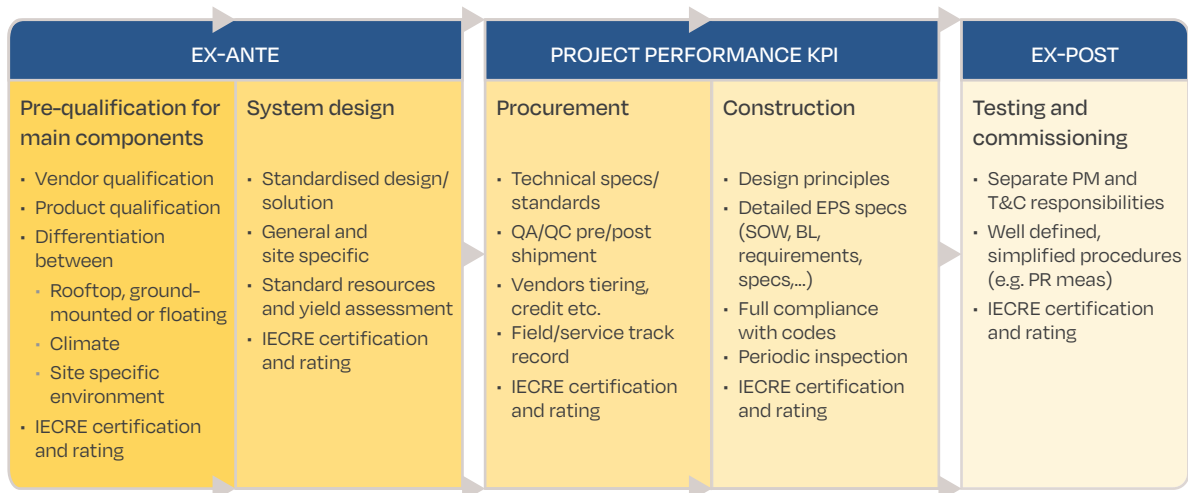 EX-ANTE
PROJECT PERFORMANCE KPI
EX-POST
Pre-qualification for
main components
• Vendor qualification
• Product qualification
• Differentiation
between
• Rooftop, ground-
mounted or floating
• Climate
• Site specific
environment
• IECRE certification
and rating
System design
• Standardised design/
solution
• General and
site specific
• Standard resources
and yield assessment
• IECRE certification
and rating
Procurement
• Technical specs/
standards
• QA/QC pre/post
shipment
• Vendors tiering,
credit etc.
• Field/service track
record
• IECRE certification
and rating
Construction
• Design principles
• Detailed EPS specs
(SOW, BL,
requirements,
specs,...)
• Full compliance
with codes
• Periodic inspection
• IECRE certification
and rating
Testing and
commissioning
• Separate PM and
T&C responsibilities
• Well defined,
simplified procedures
(e.g. PR meas)
• IECRE certification
and rating